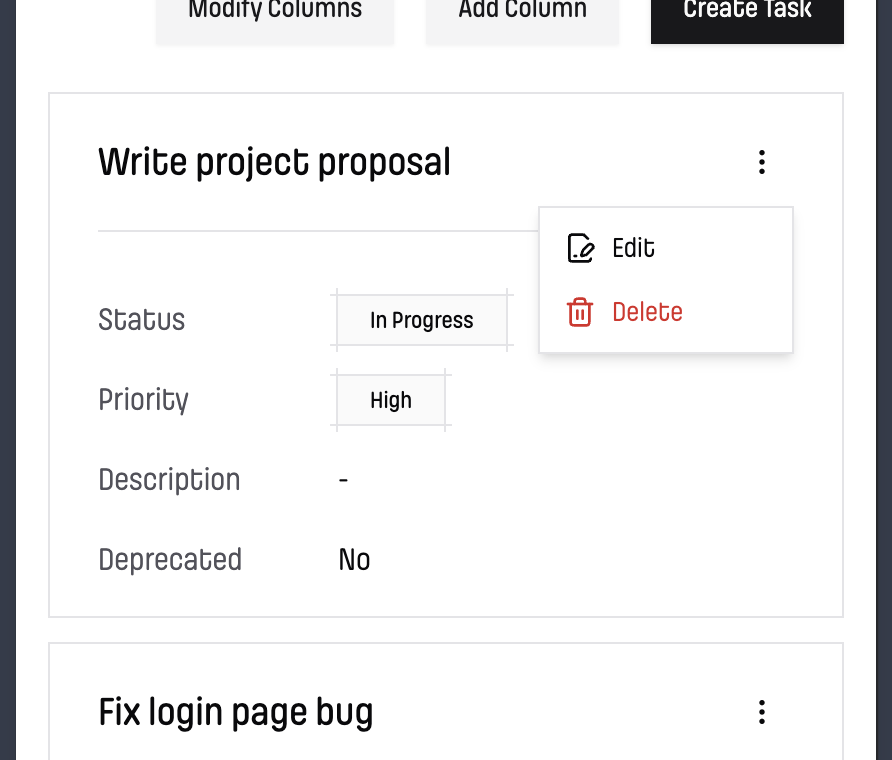 Modify Columns Add Column Create Task
Write project proposal
Edit
Delete
Status In Progress
Priority High
Description -
Deprecated No
Fix login page bug